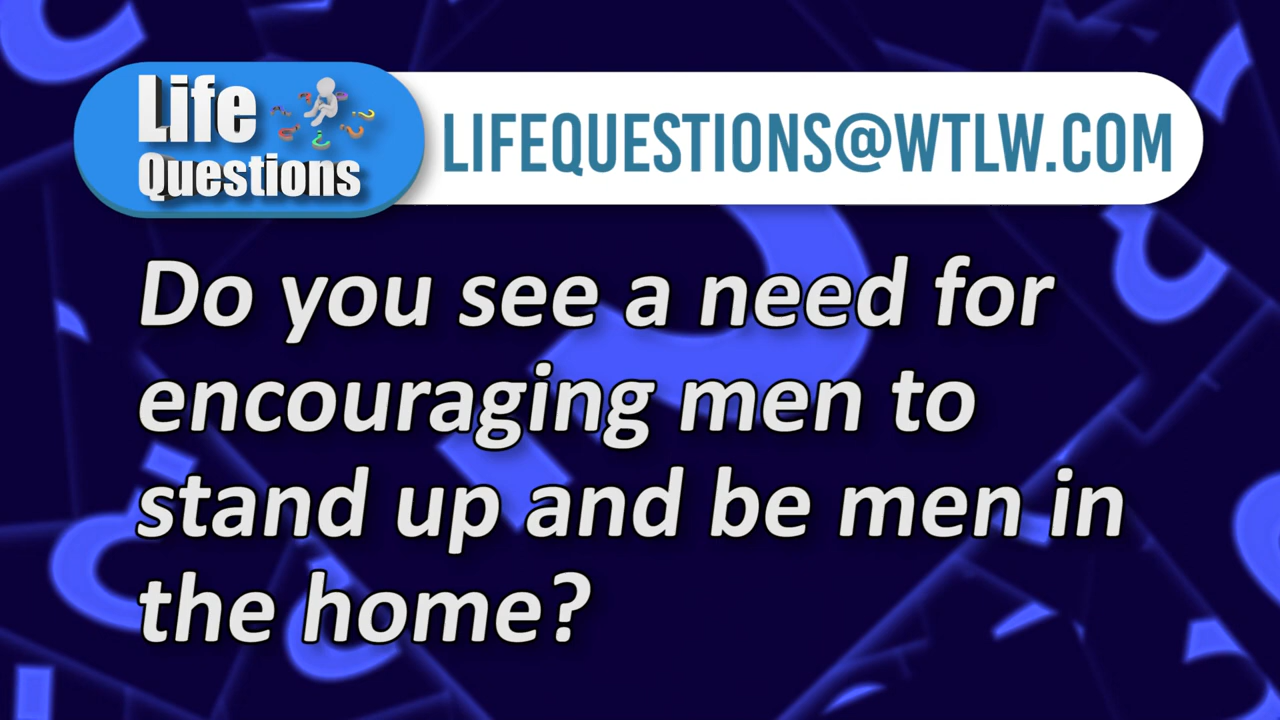 Life
Questions
LIFEQUESTIONS@WTLW.COM
Do you see a need for
encouraging men to
stand up and be men in
the home?